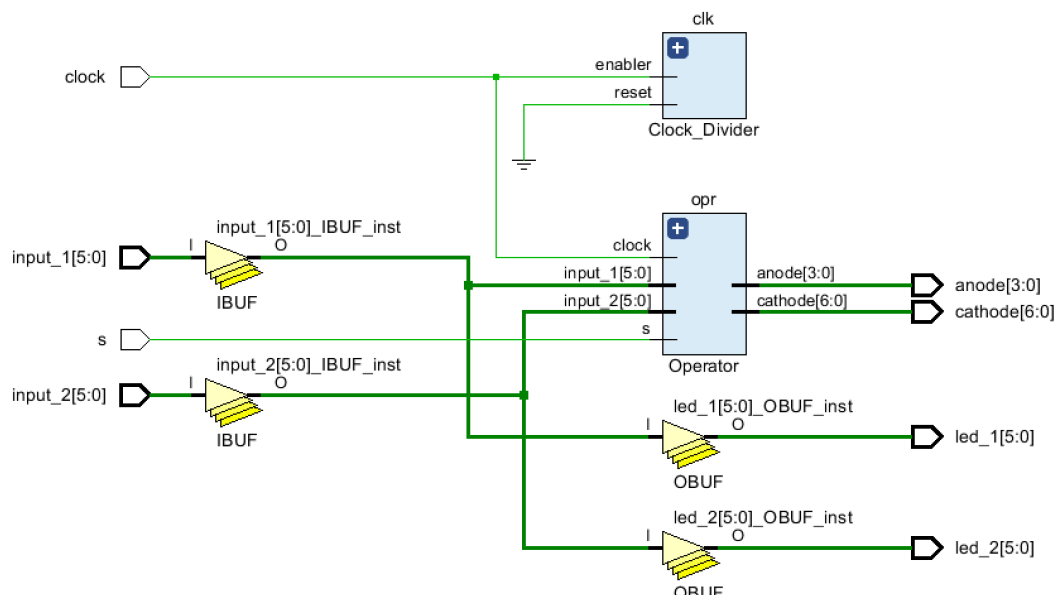 clk
clock
enabler
reset
Clock_Divider
opr
input_1[5:0]_IBUF_inst
I
O
input_1[5:0]
IBUF
clock
input_1[5:0]
input_2[5:0]
s
anode[3:0]
cathode[6:0]
anode[3:0]
cathode[6:0]
Operator
s
input_2[5:0]_IBUF_inst
I
O
input_2[5:0]
IBUF
led_1[5:0]_OBUF_inst
I
O
led_1[5:0]
OBUF
led_2[5:0]_OBUF_inst
I
O
led_2[5:0]
OBUF